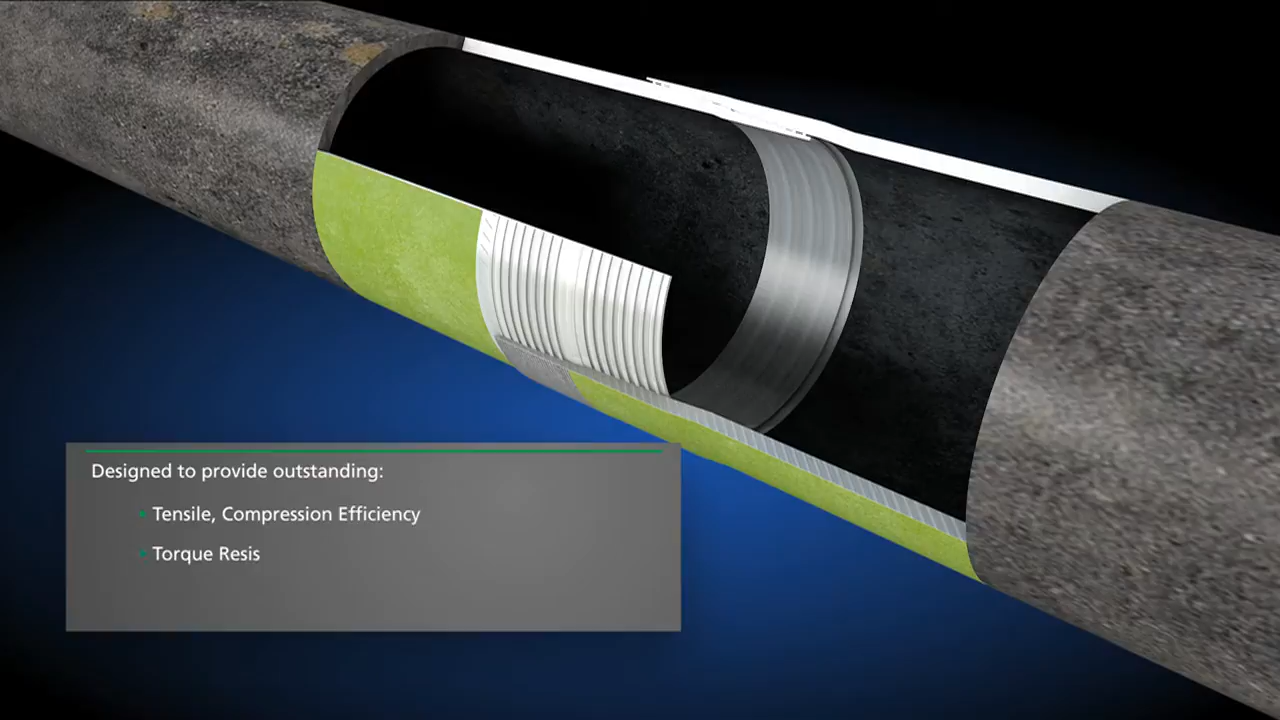 Designed to provide outstanding:
Tensile, Compression Efficiency
Torque Resis